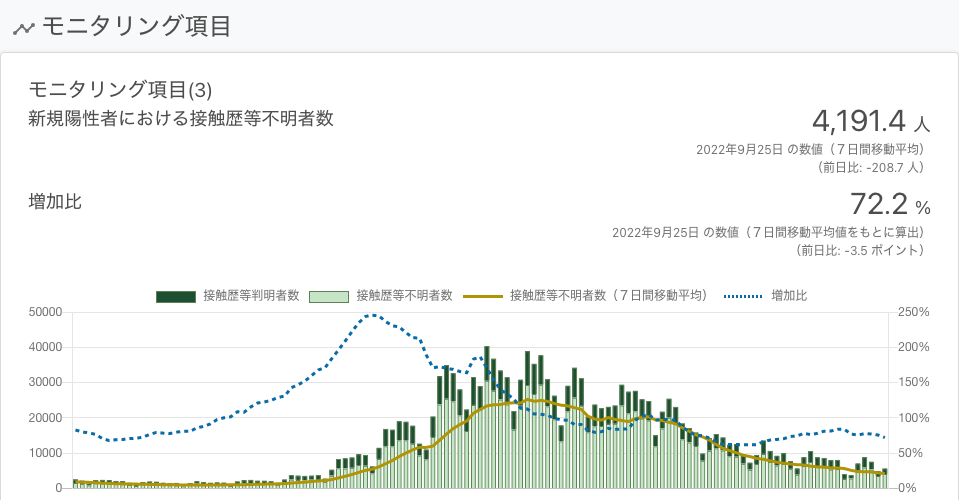 モニタリング項目
モニタリング項目(3)
新規陽性者における接触歴等不明者数
4,191.4 人
2022年9月25日 の数値（７日間移動平均）
（前日比: -208.7 人）
増加比
72.2 %
2022年9月25日 の数値（７日間移動平均値をもとに算出）
（前日比: -3.5 ポイント）
接触歴等判明者数 接触歴等不明者数 接触歴等不明者数（７日間移動平均） 増加比
50000 250%
40000 200%
30000 150%
20000 100%
10000 50%
0 0%